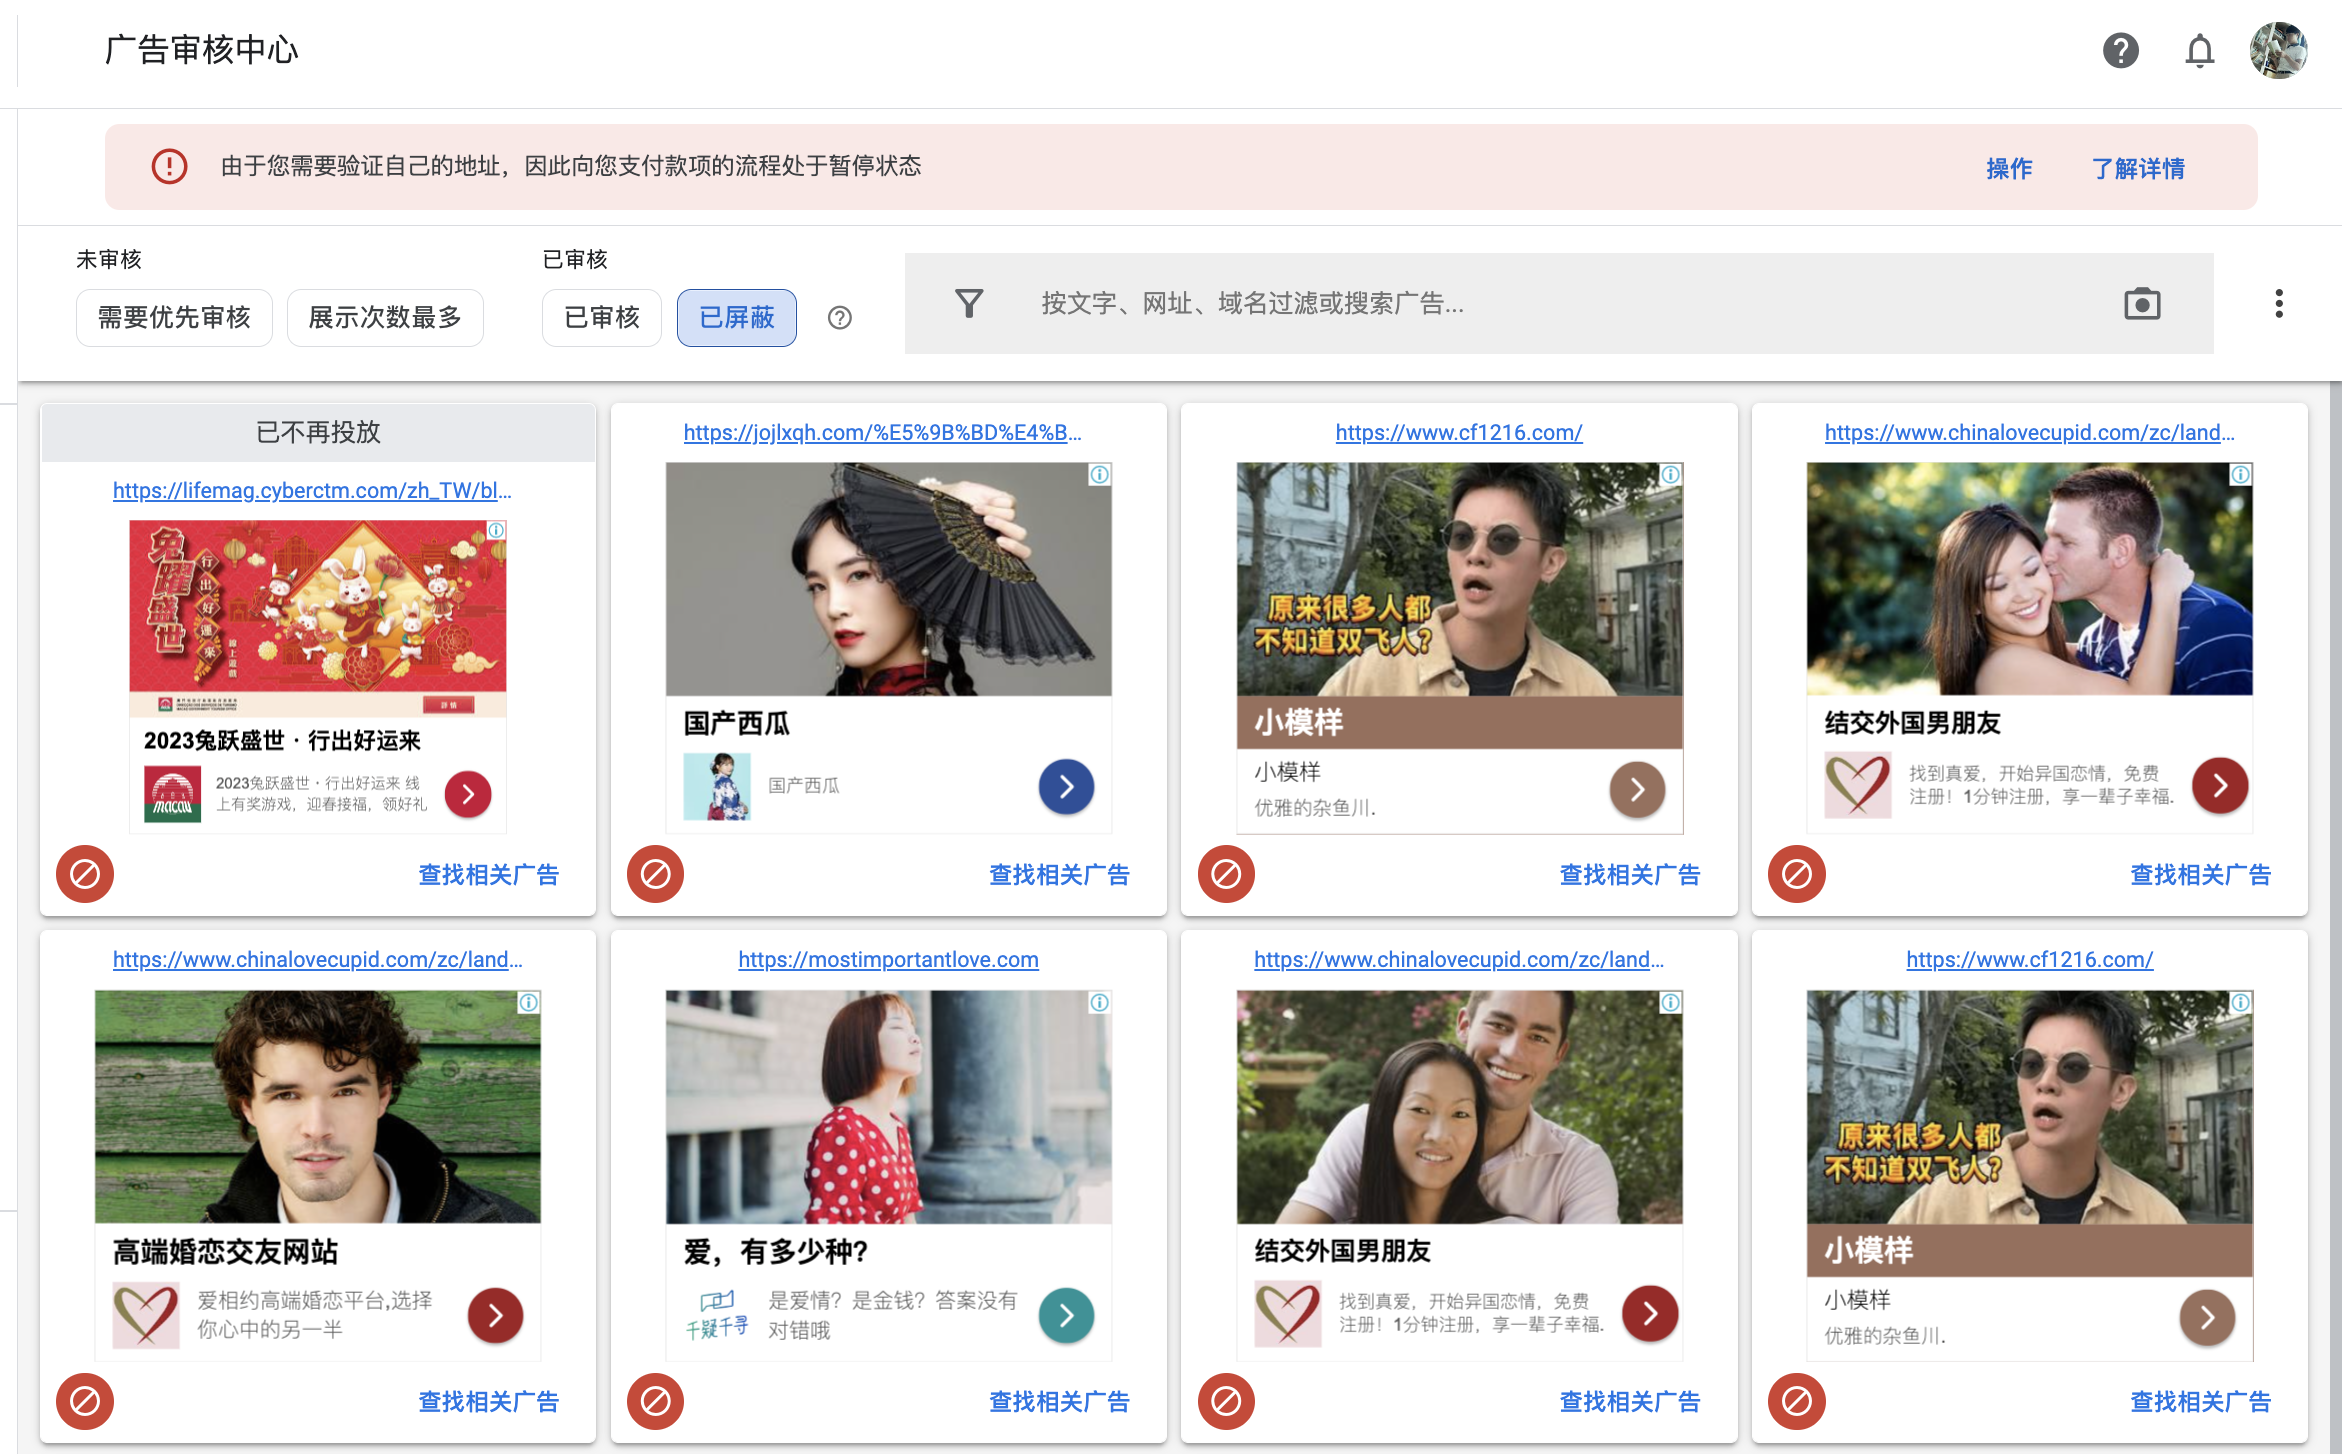 广告审核中心
由于您需要验证自己的地址，因此向您支付款项的流程处于暂停状态
操作
了解详情
未审核
已审核
需要优先审核
展示次数最多
已审核
已屏蔽
按文字、网址、域名过滤或搜索广告...
已不再投放
https://lifemag.cyberctm.com/zh_TW/bl...
兔躍盛世
行出好運來
線上遊戲
詳情
2023兔跃盛世 · 行出好运来
MACAU
2023兔跃盛世 · 行出好运来 线
上有奖游戏，迎春接福，领好礼
查找相关广告
https://jojlxqh.com/%E5%9B%BD%E4%B...
国产西瓜
国产西瓜
查找相关广告
https://www.cf1216.com/
原来很多人都
不知道双飞人?
小模样
小模样
优雅的杂鱼川.
查找相关广告
https://www.chinalovecupid.com/zc/land...
结交外国男朋友
找到真爱，开始异国恋情，免费
注册！1分钟注册，享一辈子幸福.
查找相关广告
https://www.chinalovecupid.com/zc/land...
高端婚恋交友网站
爱相约高端婚恋平台,选择
你心中的另一半
查找相关广告
https://mostimportantlove.com
爱，有多少种?
千疑千寻
是爱情？是金钱？答案没有
对错哦
查找相关广告
https://www.chinalovecupid.com/zc/land...
结交外国男朋友
找到真爱，开始异国恋情，免费
注册！1分钟注册，享一辈子幸福.
查找相关广告
https://www.cf1216.com/
原来很多人都
不知道双飞人?
小模样
小模样
优雅的杂鱼川.
查找相关广告